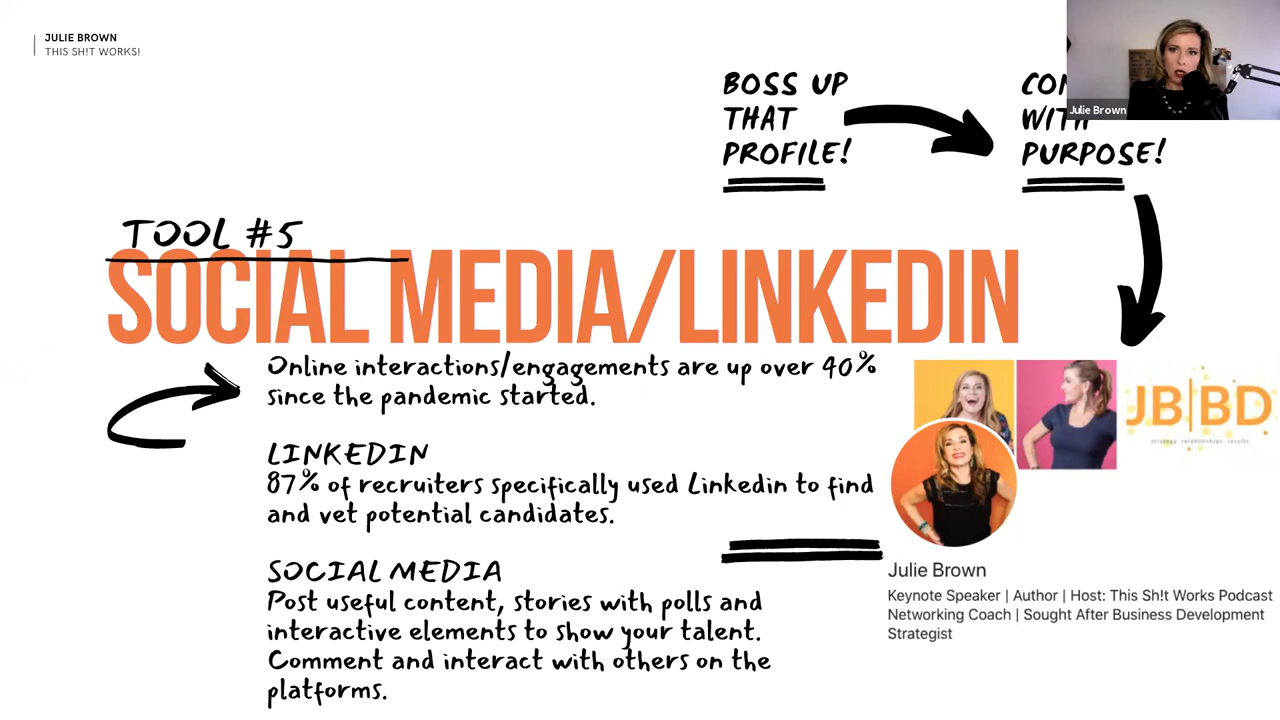 JULIE BROWN
THIS SH!T WORKS!
BOSS UP
THAT
PROFILE!
WITH
PURPOSE!
Julie Brown
TOOL #5
SOCIAL MEDIA/LINKEDIN
Online interactions/engagements are up over 40%
since the pandemic started.
LINKEDIN
87% of recruiters specifically used Linkedin to find
and vet potential candidates.
SOCIAL MEDIA
Post useful content, stories with polls and
interactive elements to show your talent.
Comment and interact with others on the
platforms.
JB|BD
strategy · relationships · results
Julie Brown
Keynote Speaker | Author | Host: This Sh!t Works Podcast
Networking Coach | Sought After Business Development
Strategist